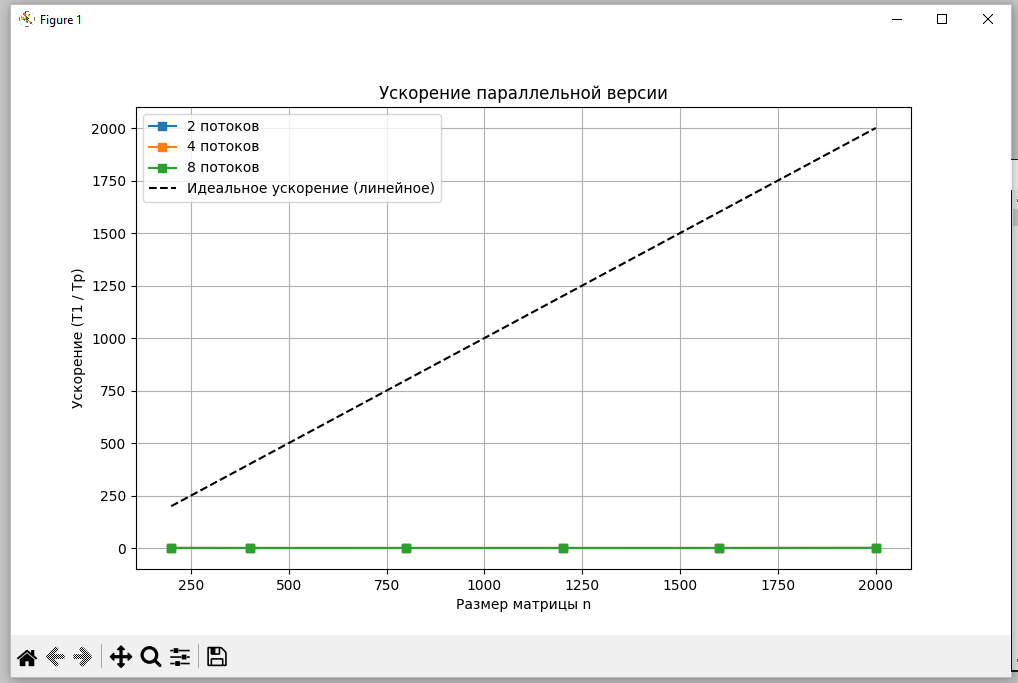 Figure 1
Ускорение параллельной версии
2 потоков
4 потоков
8 потоков
Идеальное ускорение (линейное)
Ускорение (T1 / Tp)
2000
1750
1500
1250
1000
750
500
250
0
250 500 750 1000 1250 1500 1750 2000
Размер матрицы n